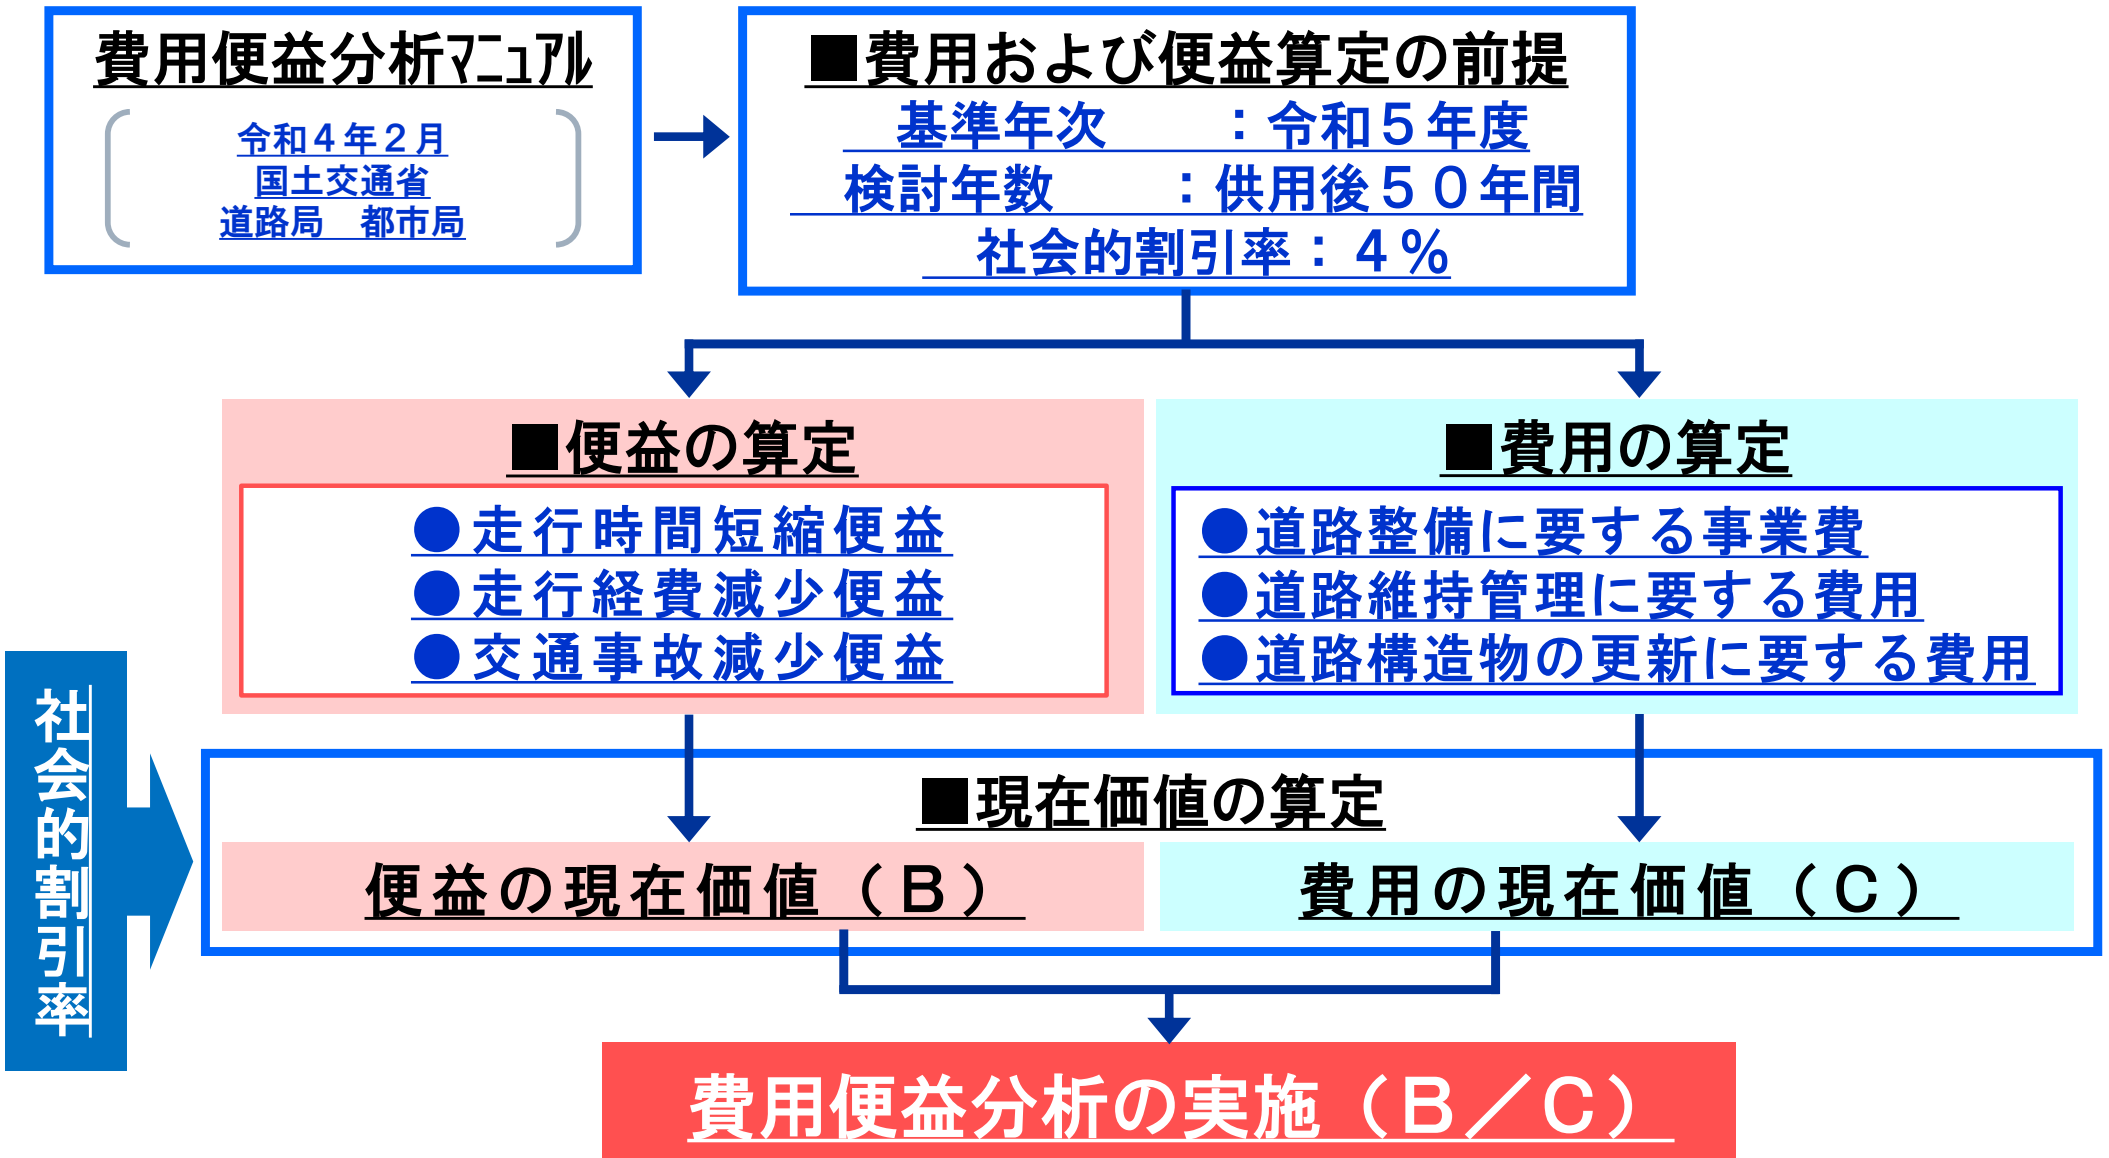 費用便益分析ﾏﾆｭｱﾙ
令和４年２月
国土交通省
道路局　都市局
■費用および便益算定の前提
基準年次　　：令和５年度
検討年数　　：供用後５０年間
社会的割引率：４％
■便益の算定
●走行時間短縮便益
●走行経費減少便益
●交通事故減少便益
■費用の算定
●道路整備に要する事業費
●道路維持管理に要する費用
●道路構造物の更新に要する費用
社会的割引率
■現在価値の算定
便益の現在価値（Ｂ）
費用の現在価値（Ｃ）
費用便益分析の実施（Ｂ／Ｃ）